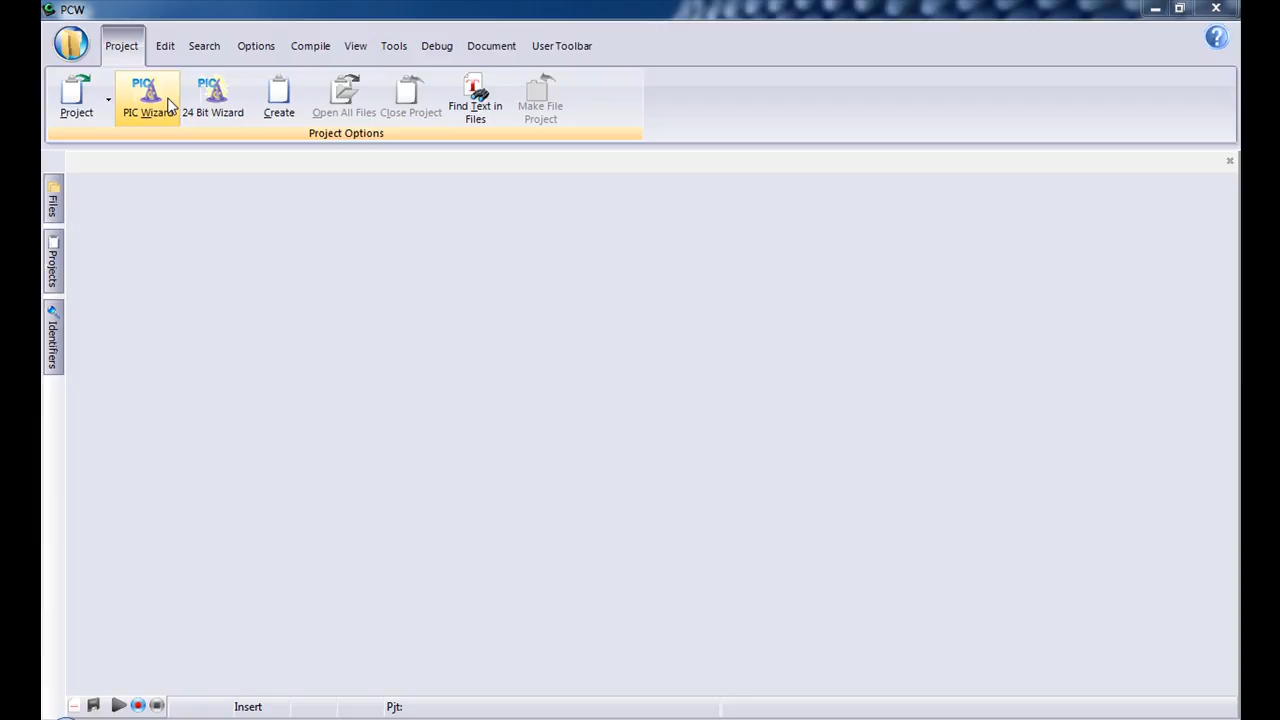 PCW
Project Edit Search Options Compile View Tools Debug Document User Toolbar
Project PIC Wizard 24 Bit Wizard Create Open All Files Close Project Find Text in Files Make File Project
Project Options
Files
Projects
Identifiers
Insert Pjt: